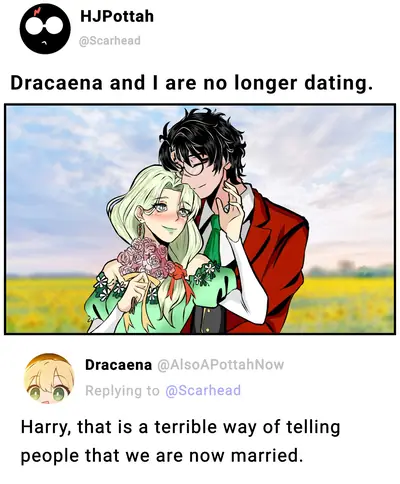 HJPottah
@Scarhead
Dracaena and I are no longer dating.
Dracaena @AlsoAPottahNow
Replying to @Scarhead
Harry, that is a terrible way of telling
people that we are now married.